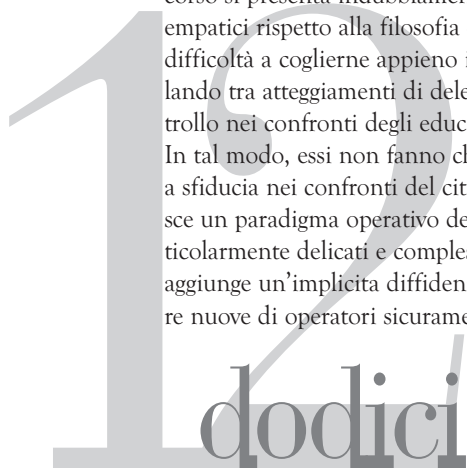 corso si presenta indubbiamen
empatici rispetto alla filosofia
difficoltà a coglierne appieno i
lando tra atteggiamenti di dele
trollo nei confronti degli educ
In tal modo, essi non fanno ch
a sfiducia nei confronti del cit
sce un paradigma operativo de
ticolarmente delicati e comples
aggiunge un'implicita diffiden
re nuove di operatori sicurame
12
dodici